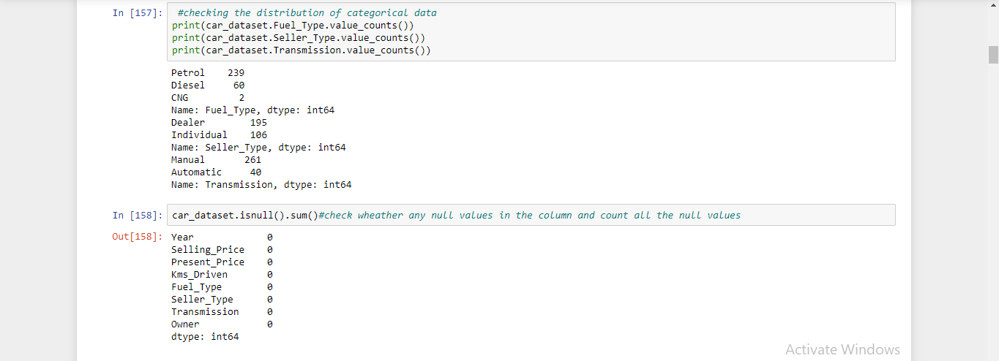 In [157]: #checking the distribution of categorical data
print(car_dataset.Fuel_Type.value_counts())
print(car_dataset.Seller_Type.value_counts())
print(car_dataset.Transmission.value_counts())
Petrol 239
Diesel 60
CNG 2
Name: Fuel_Type, dtype: int64
Dealer 195
Individual 106
Name: Seller_Type, dtype: int64
Manual 261
Automatic 40
Name: Transmission, dtype: int64
In [158]: car_dataset.isnull().sum()#check wheather any null values in the column and count all the null values
Out[158]: Year 0
Selling_Price 0
Present_Price 0
Kms_Driven 0
Fuel_Type 0
Seller_Type 0
Transmission 0
Owner 0
dtype: int64
Activate Windows